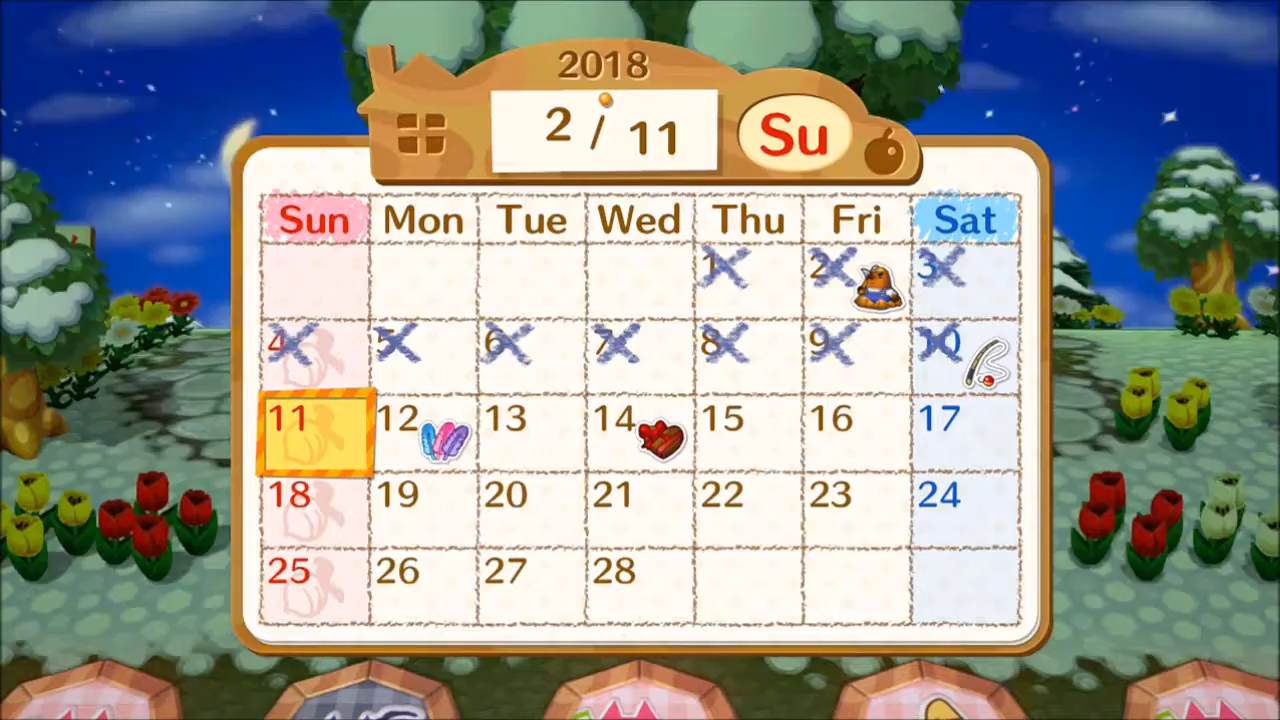 2018
2 / 11 Su
Sun Mon Tue Wed Thu Fri Sat
1 2 3
4 5 6 7 8 9 10
11 12 13 14 15 16 17
18 19 20 21 22 23 24
25 26 27 28